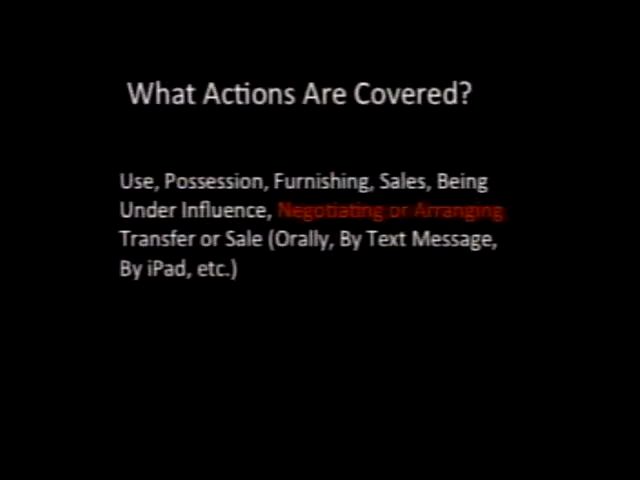 What Actions Are Covered?
Use, Possession, Furnishing, Sales, Being
Under Influence, Negotiating or Arranging
Transfer or Sale (Orally, By Text Message,
By iPad, etc.)